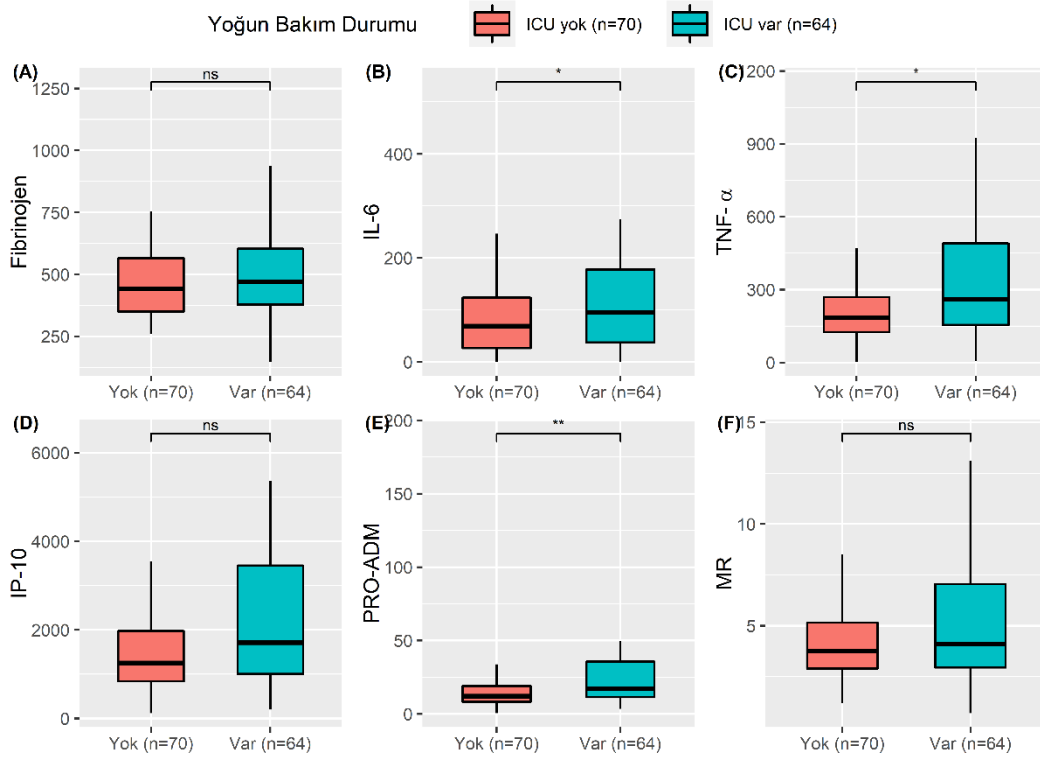 Yoğun Bakım Durumu ICU yok (n=70) ICU var (n=64)
(A)
ns
1250
1000
750
500
250
Fibrinojen
Yok (n=70) Var (n=64)
(B)
*
400
200
0
IL-6
Yok (n=70) Var (n=64)
(C)
*
1200
900
600
300
0
TNF- α
Yok (n=70) Var (n=64)
(D)
ns
6000
4000
2000
0
IP-10
Yok (n=70) Var (n=64)
(E)
**
200
150
100
50
0
PRO-ADM
Yok (n=70) Var (n=64)
(F)
ns
15
10
5
MR
Yok (n=70) Var (n=64)